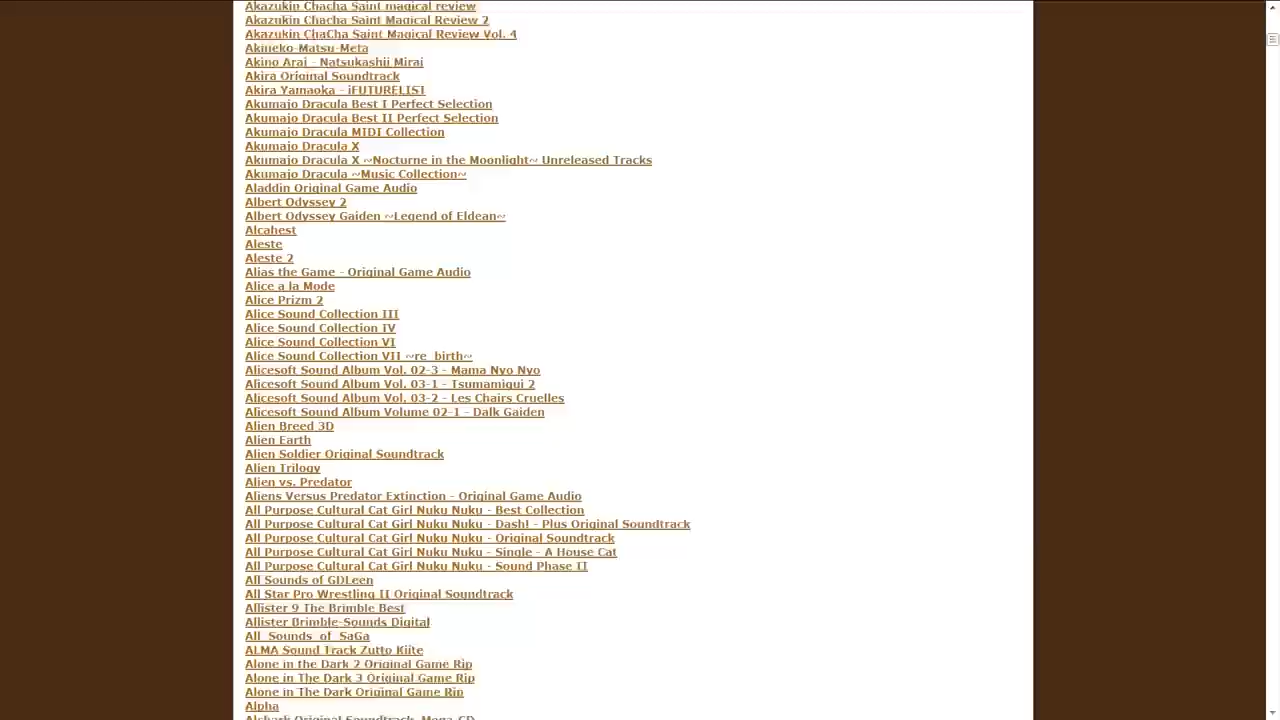 Akazukin Chacha Saint magical review
Akazukin ChaCha Saint Magical Review 2
Akazukin ChaCha Saint Magical Review Vol. 4
Akineko-Matsu-Meta
Akino Arai - Natsukashii Mirai
Akira Original Soundtrack
Akira Yamaoka - iFUTURELIST
Akumajo Dracula Best I Perfect Selection
Akumajo Dracula Best II Perfect Selection
Akumajo Dracula MIDI Collection
Akumajo Dracula X
Akumajo Dracula X ~Nocturne in the Moonlight~ Unreleased Tracks
Akumajo Dracula ~Music Collection~
Aladdin Original Game Audio
Albert Odyssey 2
Albert Odyssey Gaiden ~Legend of Eldean~
Alcahest
Aleste
Aleste 2
Alias the Game - Original Game Audio
Alice a la Mode
Alice Prizm 2
Alice Sound Collection III
Alice Sound Collection IV
Alice Sound Collection VI
Alice Sound Collection VII ~re_birth~
Alicesoft Sound Album Vol. 02-3 - Mama Nyo Nyo
Alicesoft Sound Album Vol. 03-1 - Tsumamigui 2
Alicesoft Sound Album Vol. 03-2 - Les Chairs Cruelles
Alicesoft Sound Album Volume 02-1 - Dalk Gaiden
Alien Breed 3D
Alien Earth
Alien Soldier Original Soundtrack
Alien Trilogy
Alien vs. Predator
Aliens Versus Predator Extinction - Original Game Audio
All Purpose Cultural Cat Girl Nuku Nuku - Best Collection
All Purpose Cultural Cat Girl Nuku Nuku - Dash! - Plus Original Soundtrack
All Purpose Cultural Cat Girl Nuku Nuku - Original Soundtrack
All Purpose Cultural Cat Girl Nuku Nuku - Single - A House Cat
All Purpose Cultural Cat Girl Nuku Nuku - Sound Phase II
All Sounds of GDLeen
All Star Pro Wrestling II Original Soundtrack
Allister 9 The Brimble Best
Allister Brimble-Sounds Digital
All_Sounds_of_SaGa
ALMA Sound Track Zutto Kiite
Alone in the Dark 2 Original Game Rip
Alone in The Dark 3 Original Game Rip
Alone in The Dark Original Game Rip
Alpha
Alshark Original Soundtrack, Mega-CD